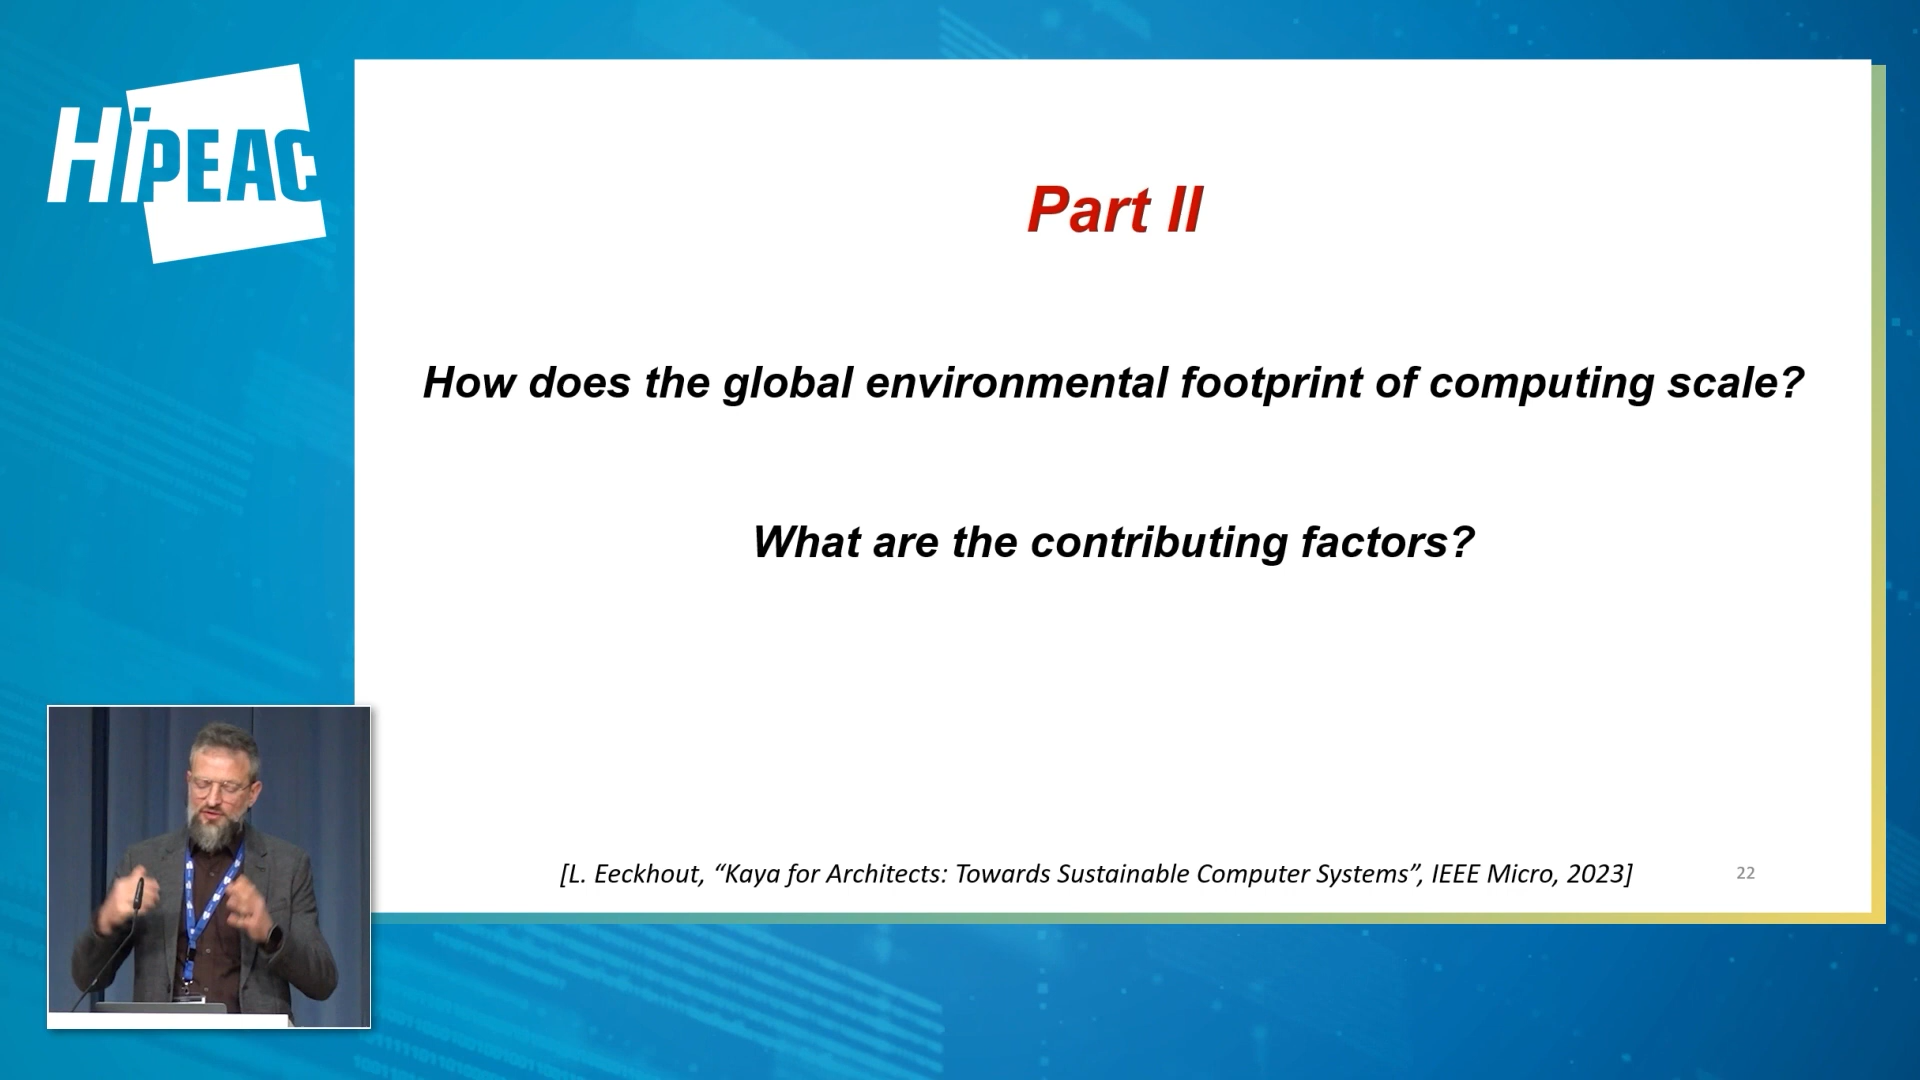 HiPEAC
Part II
How does the global environmental footprint of computing scale?
What are the contributing factors?
[L. Eeckhout, “Kaya for Architects: Towards Sustainable Computer Systems”, IEEE Micro, 2023]
22